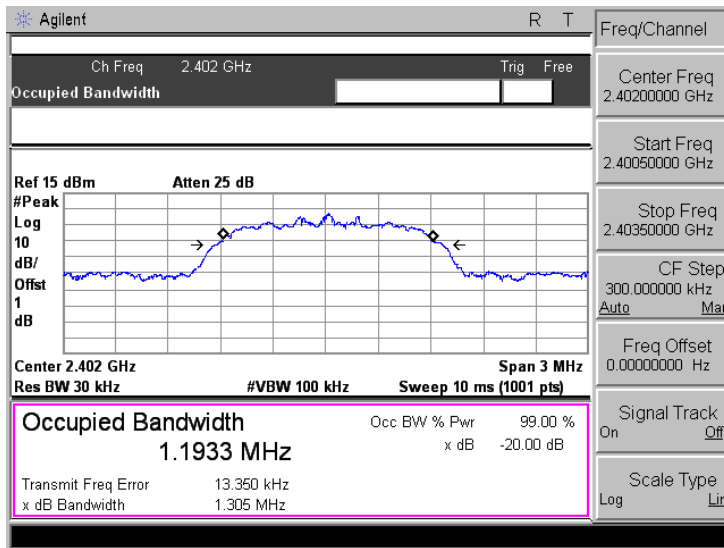 Agilent R T
Ch Freq 2.402 GHz Trig Free
Occupied Bandwidth
Ref 15 dBm Atten 25 dB
#Peak
Log
10
dB/
Offst
1
dB
Center 2.402 GHz Span 3 MHz
Res BW 30 kHz #VBW 100 kHz Sweep 10 ms (1001 pts)
Occupied Bandwidth Occ BW % Pwr 99.00 %
1.1933 MHz x dB -20.00 dB
Transmit Freq Error 13.350 kHz
x dB Bandwidth 1.305 MHz
Freq/Channel
Center Freq
2.40200000 GHz
Start Freq
2.40050000 GHz
Stop Freq
2.40350000 GHz
CF Step
300.000000 kHz
Auto Man
Freq Offset
0.00000000 Hz
Signal Track
On Off
Scale Type
Log Lin